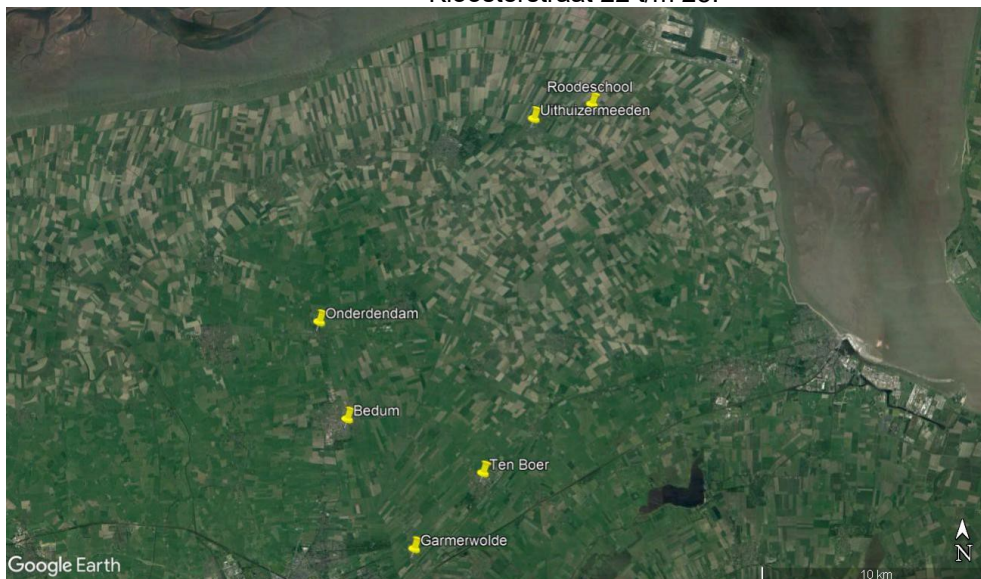 Kloosterstraat 22 t/m 28.
Roodeschool
Uithuizermeeden
Onderdendam
Bedum
Ten Boer
Garmerwolde
Google Earth
N
10 km